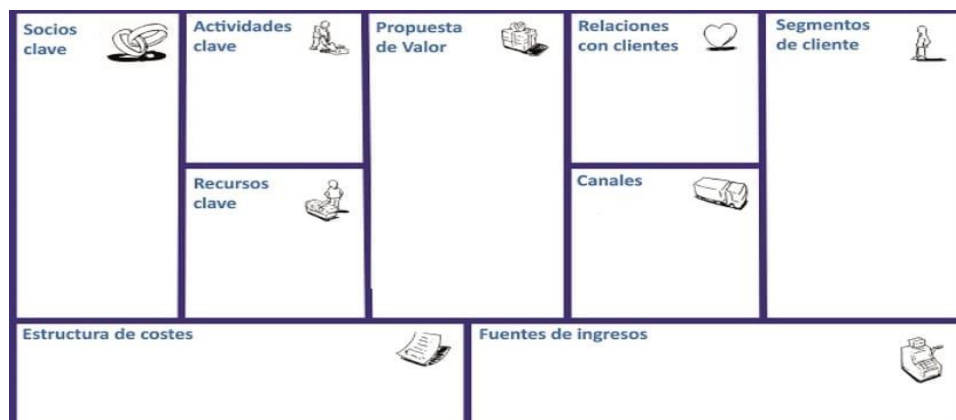 Socios
clave
Actividades
clave
Propuesta
de Valor
Relaciones
con clientes
Segmentos
de cliente
Recursos
clave
Canales
Estructura de costes
Fuentes de ingresos